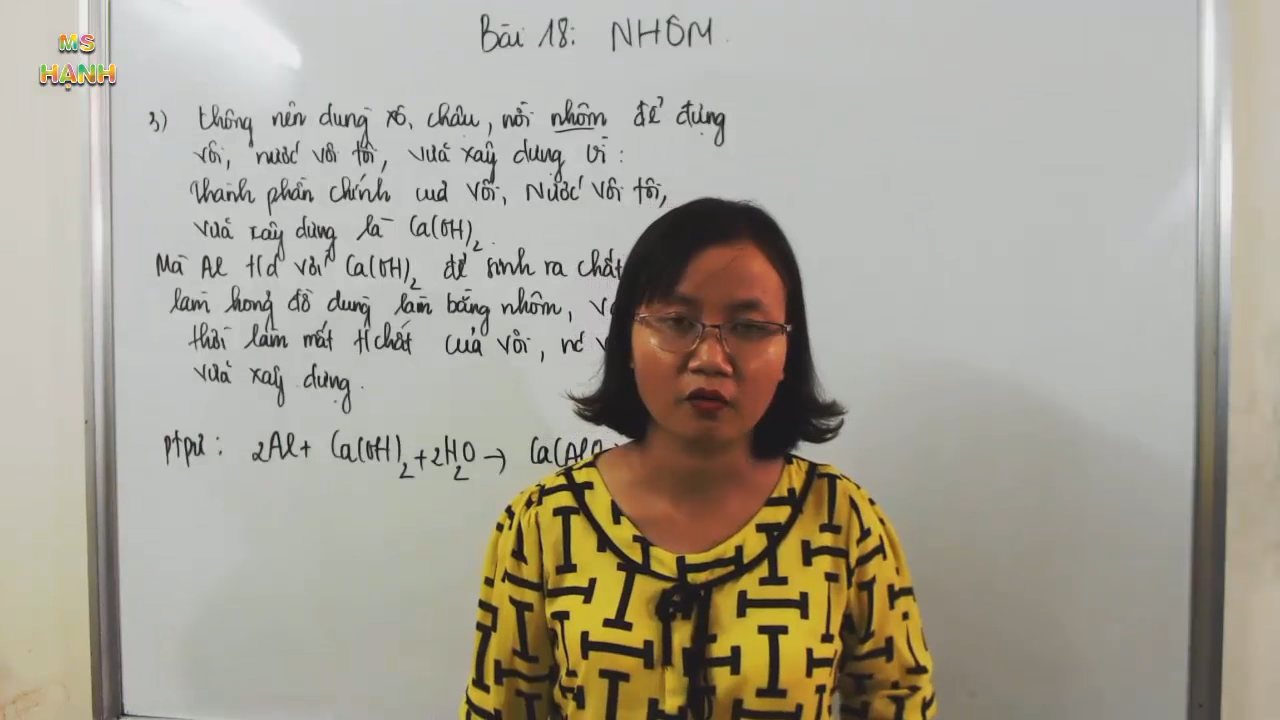 MS
HẠNH
Bài 18: NHÔM
3) Không nên dùng xô, chậu, nồi nhôm để đựng
vôi, nước vôi tôi, vữa xây dựng vì:
thành phần chính của vôi, nước vôi tôi,
vữa xây dựng là Ca(OH)₂.
Mà Al t/d với Ca(OH)₂ để sinh ra chất
làm hỏng đồ dùng làm bằng nhôm,
thời làm mất t/chất của vôi, nc
vữa xây dựng.
ptpư: 2Al + Ca(OH)₂ + 2H₂O → Ca(AlO